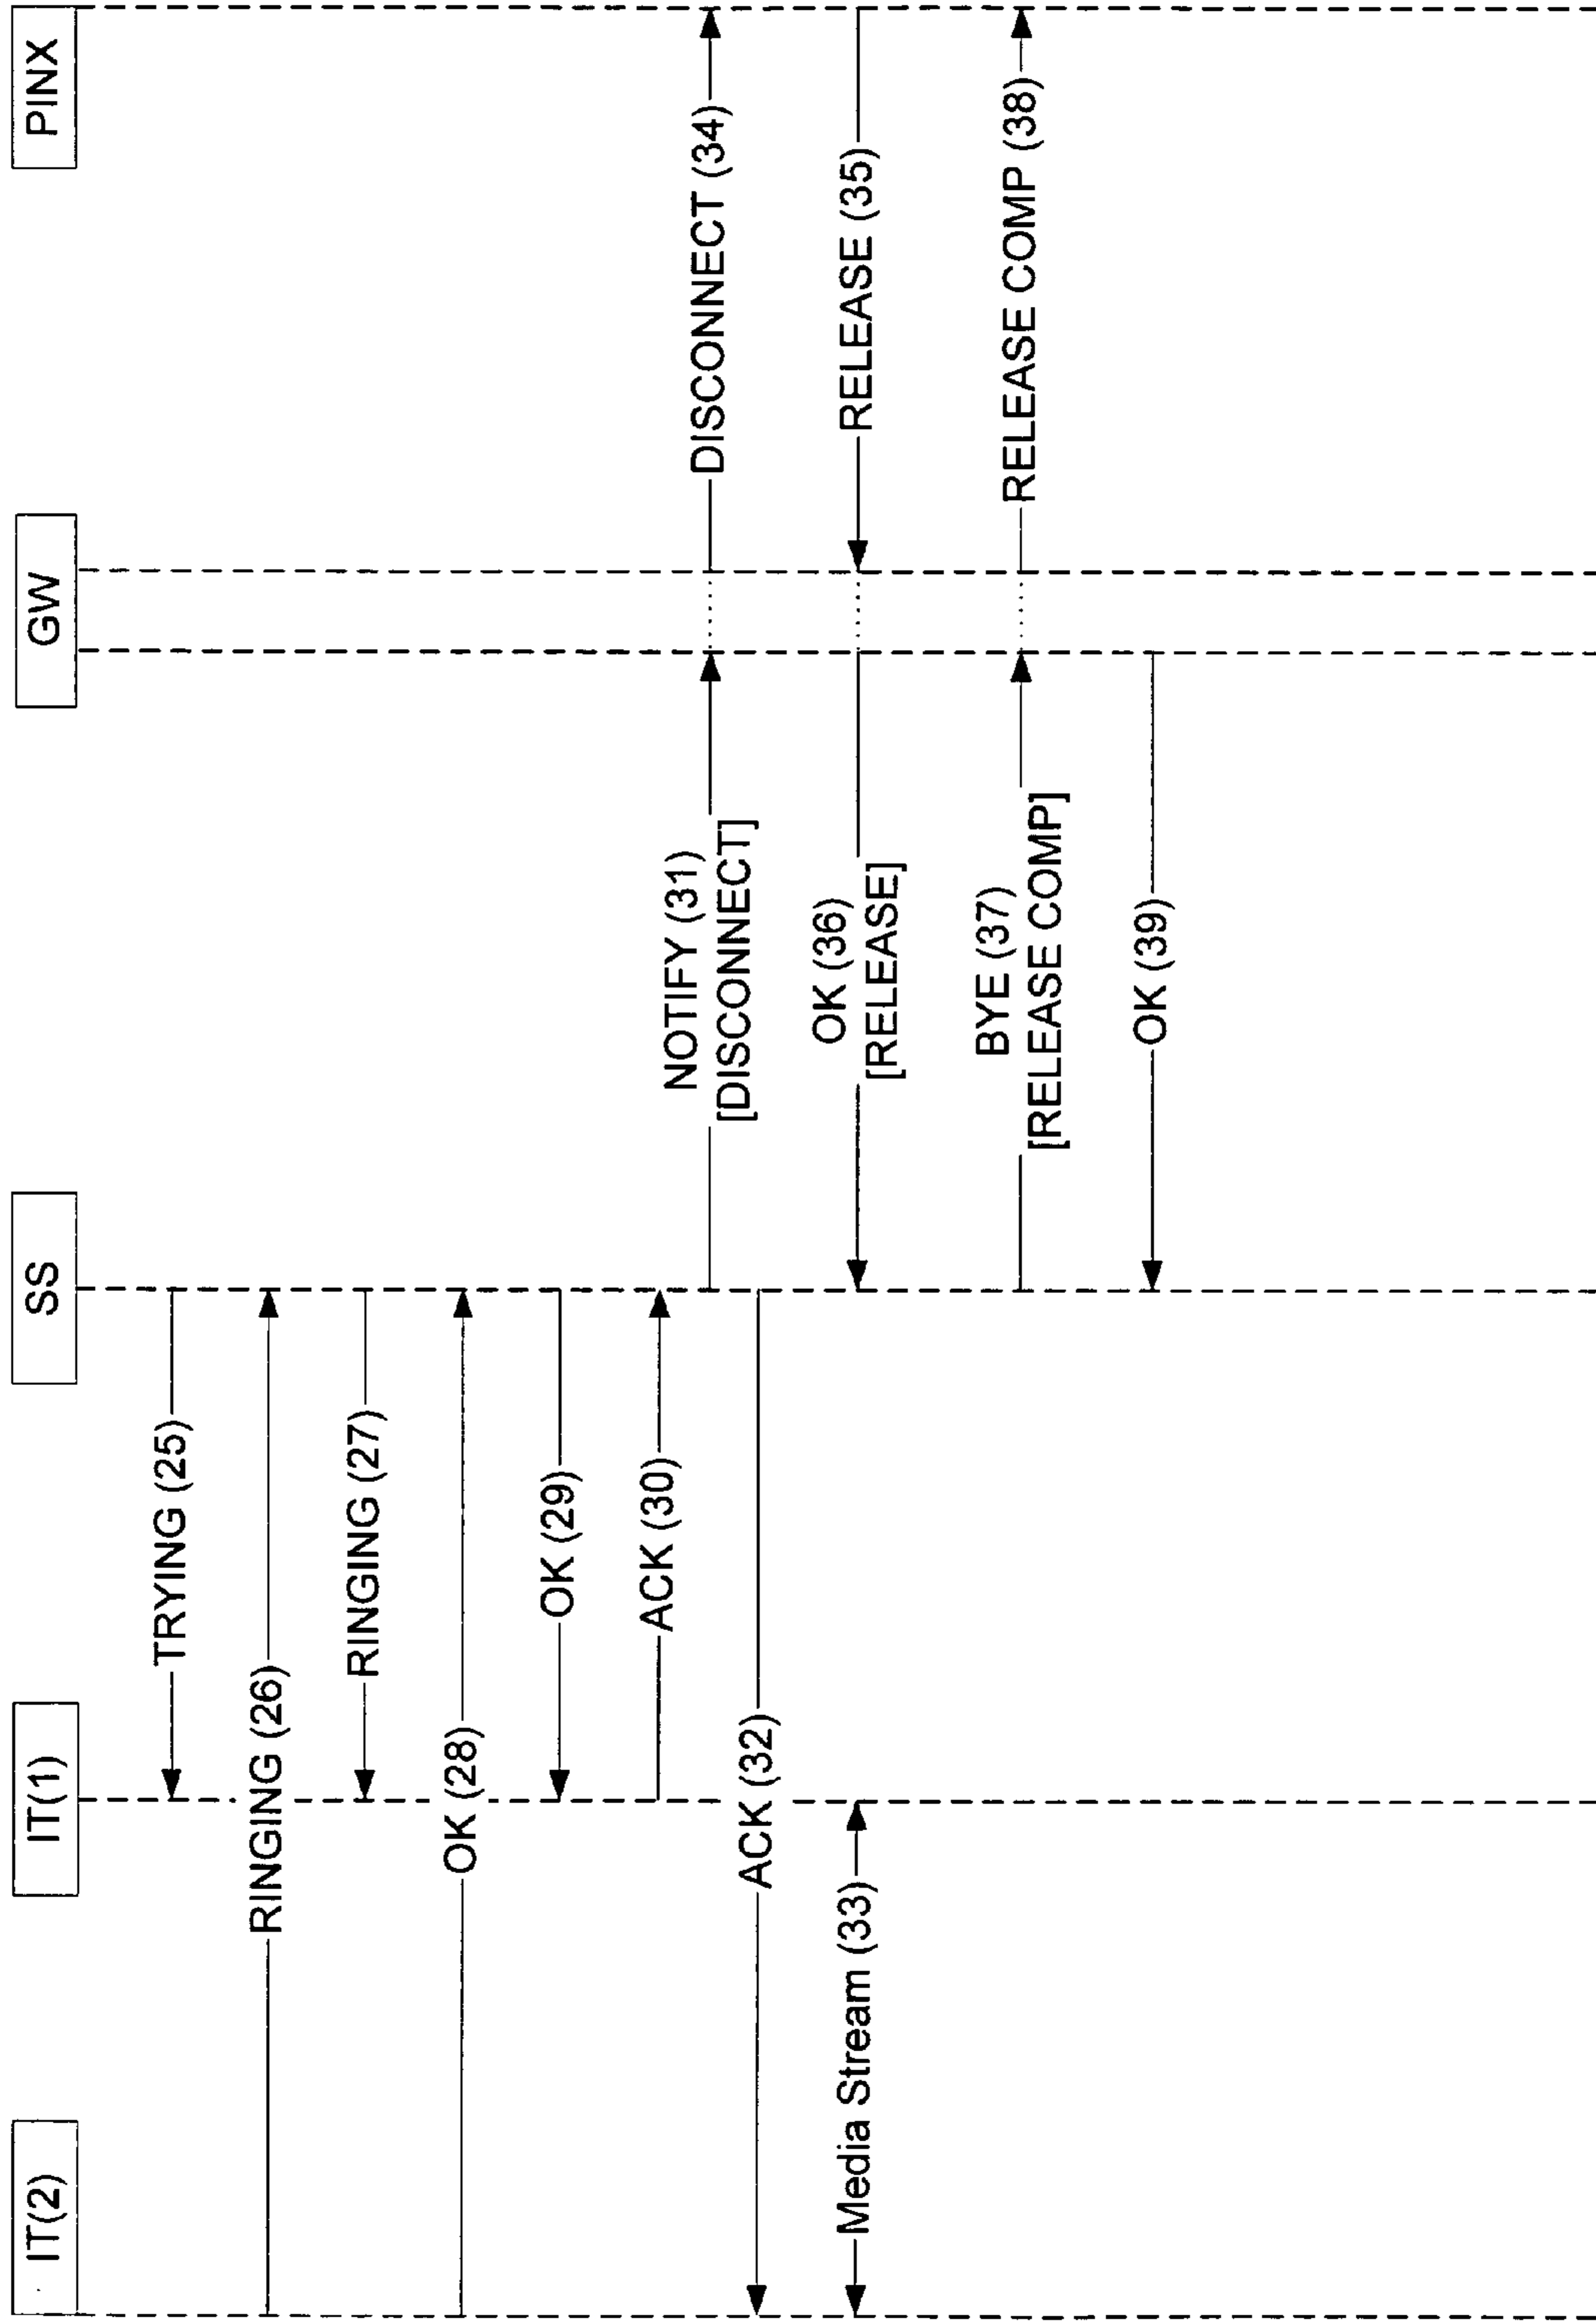 IT(2)
IT(1)
SS
GW
PINX
TRYING (25)
RINGING (26)
RINGING (27)
OK (28)
OK (29)
ACK (30)
NOTIFY (31)
[DISCONNECT]
DISCONNECT (34)
ACK (32)
Media Stream (33)
OK (36)
[RELEASE]
RELEASE (35)
BYE (37)
[RELEASE COMP]
RELEASE COMP (38)
OK (39)